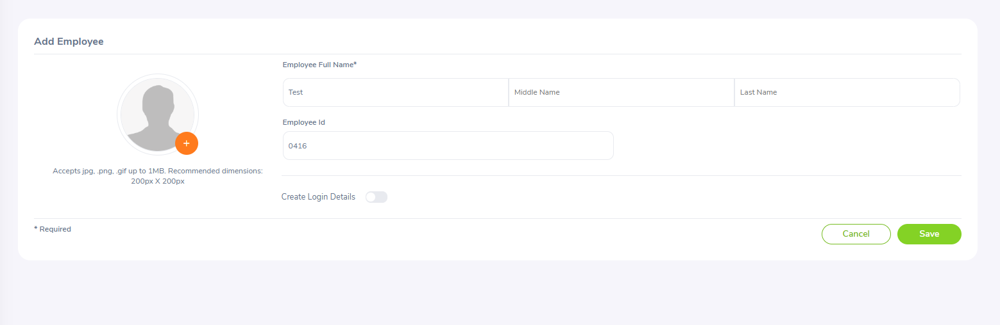 Add Employee
Employee Full Name*
Test
Middle Name
Last Name
Employee Id
0416
+
Accepts jpg, .png, .gif up to 1MB. Recommended dimensions:
200px X 200px
Create Login Details
* Required
Cancel
Save